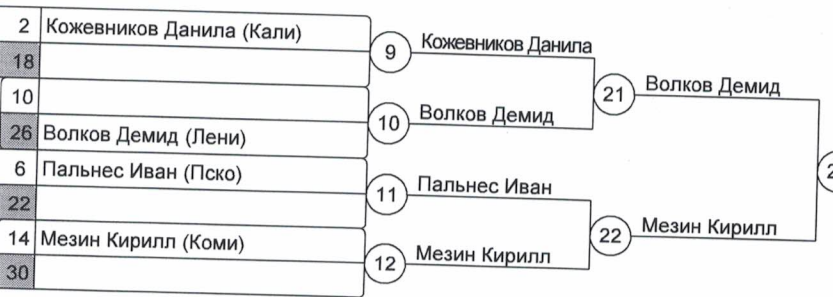 2 Кожевников Данила (Кали)
18
10
26 Волков Демид (Лени)
6 Пальнес Иван (Пско)
22
14 Мезин Кирилл (Коми)
30
9 Кожевников Данила
10 Волков Демид
11 Пальнес Иван
12 Мезин Кирилл
21 Волков Демид
22 Мезин Кирилл